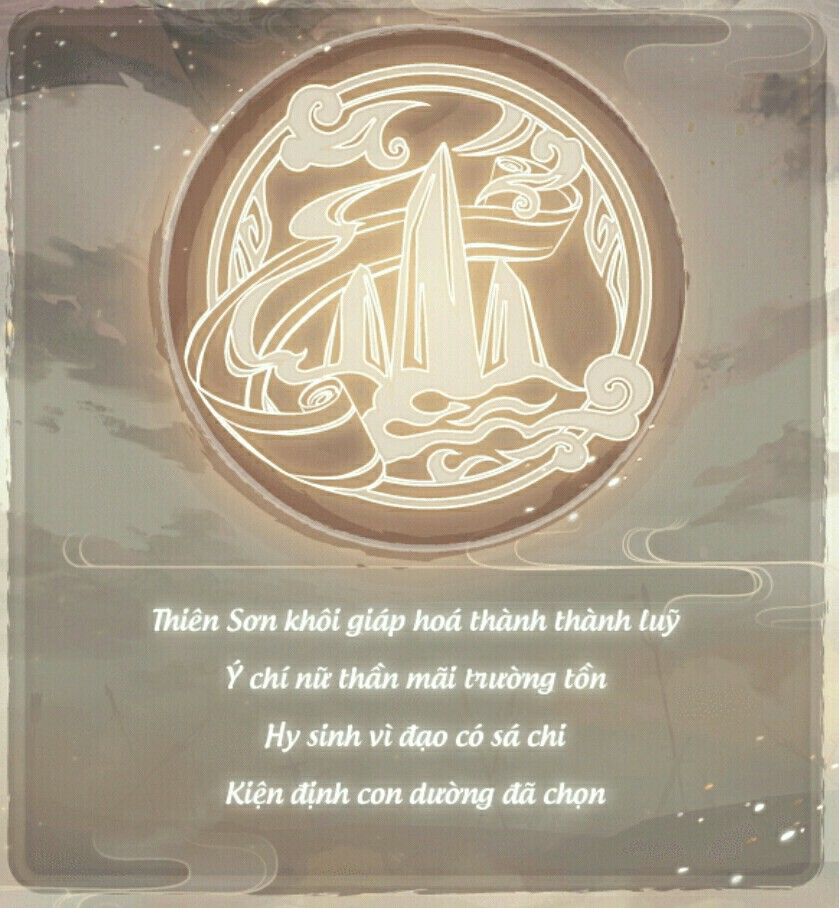 Thiên Sơn khôi giáp hoá thành thành luỹ
Ý chí nữ thần mãi trường tồn
Hy sinh vì đạo có sá chi
Kiện định con dường đã chọn